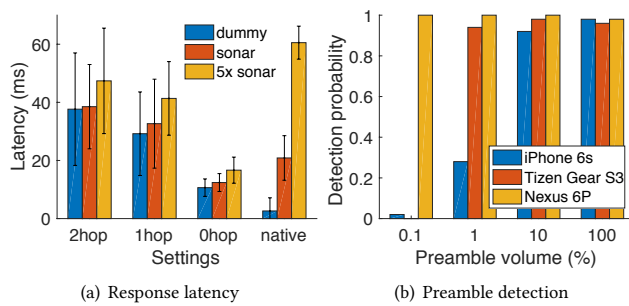 60
40
20
0
Latency (ms)
dummy
sonar
5x sonar
2hop 1hop 0hop native
Settings
(a) Response latency
1
0.8
0.6
0.4
0.2
0
Detection probability
iPhone 6s
Tizen Gear S3
Nexus 6P
0.1 1 10 100
Preamble volume (%)
(b) Preamble detection